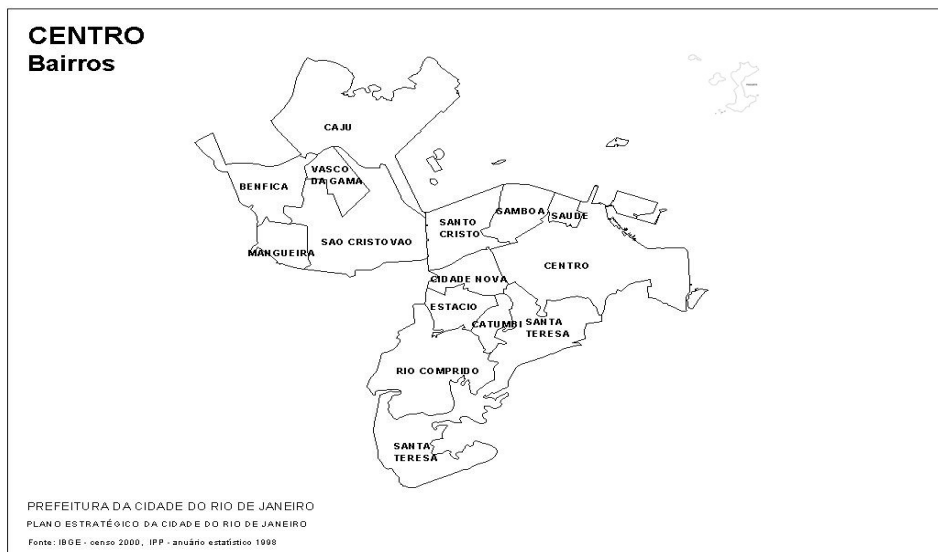 CENTRO
Bairros
CAJU
VASCO
DA GAMA
BENFICA
MANGUEIRA
SAO CRISTOVAO
SANTO
CRISTO
GAMBOA
SAUDE
CENTRO
CIDADE NOVA
ESTACIO
CATUMBI
SANTA
TERESA
RIO COMPRIDO
SANTA
TERESA
PREFEITURA DA CIDADE DO RIO DE JANEIRO
PLANO ESTRATÉGICO DA CIDADE DO RIO DE JANEIRO
Fonte: IBGE - censo 2000, IPP - anuário estatístico 1998